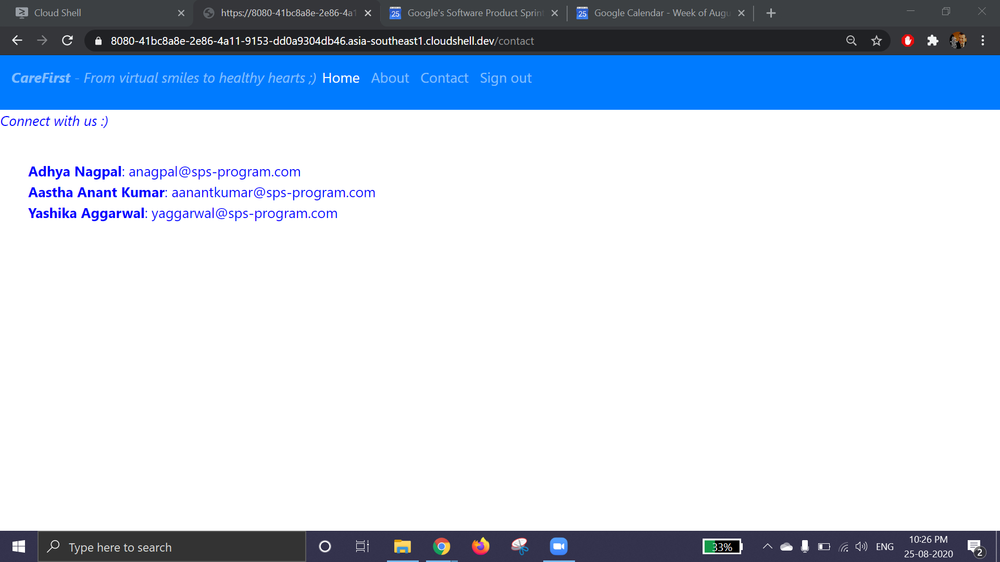 Cloud Shell
https://8080-41bc8a8e-2e86-4a1
Google's Software Product Sprint
Google Calendar - Week of Augu
8080-41bc8a8e-2e86-4a11-9153-dd0a9304db46.asia-southeast1.cloudshell.dev/contact
CareFirst - From virtual smiles to healthy hearts ;) Home About Contact Sign out
Connect with us :)
Adhya Nagpal: anagpal@sps-program.com
Aastha Anant Kumar: aanantkumar@sps-program.com
Yashika Aggarwal: yaggarwal@sps-program.com
Type here to search
33%
ENG
10:26 PM
25-08-2020
2